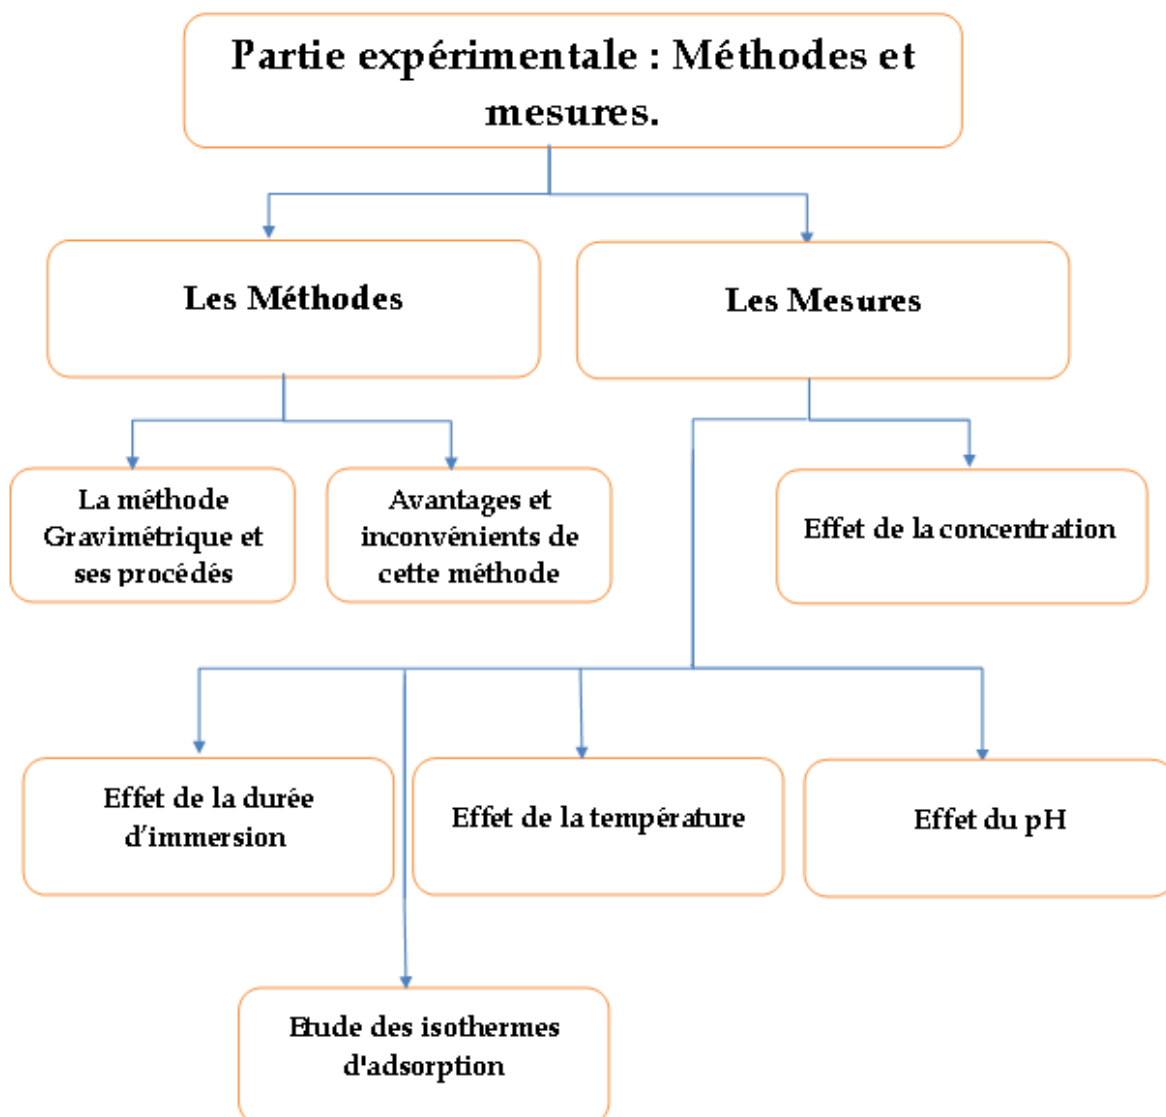 Partie expérimentale : Méthodes et
mesures.
Les Méthodes
Les Mesures
La méthode
Gravimétrique et
ses procédés
Avantages et
inconvénients de
cette méthode
Effet de la concentration
Effet de la durée
d’immersion
Effet de la température
Effet du pH
Etude des isothermes
d'adsorption